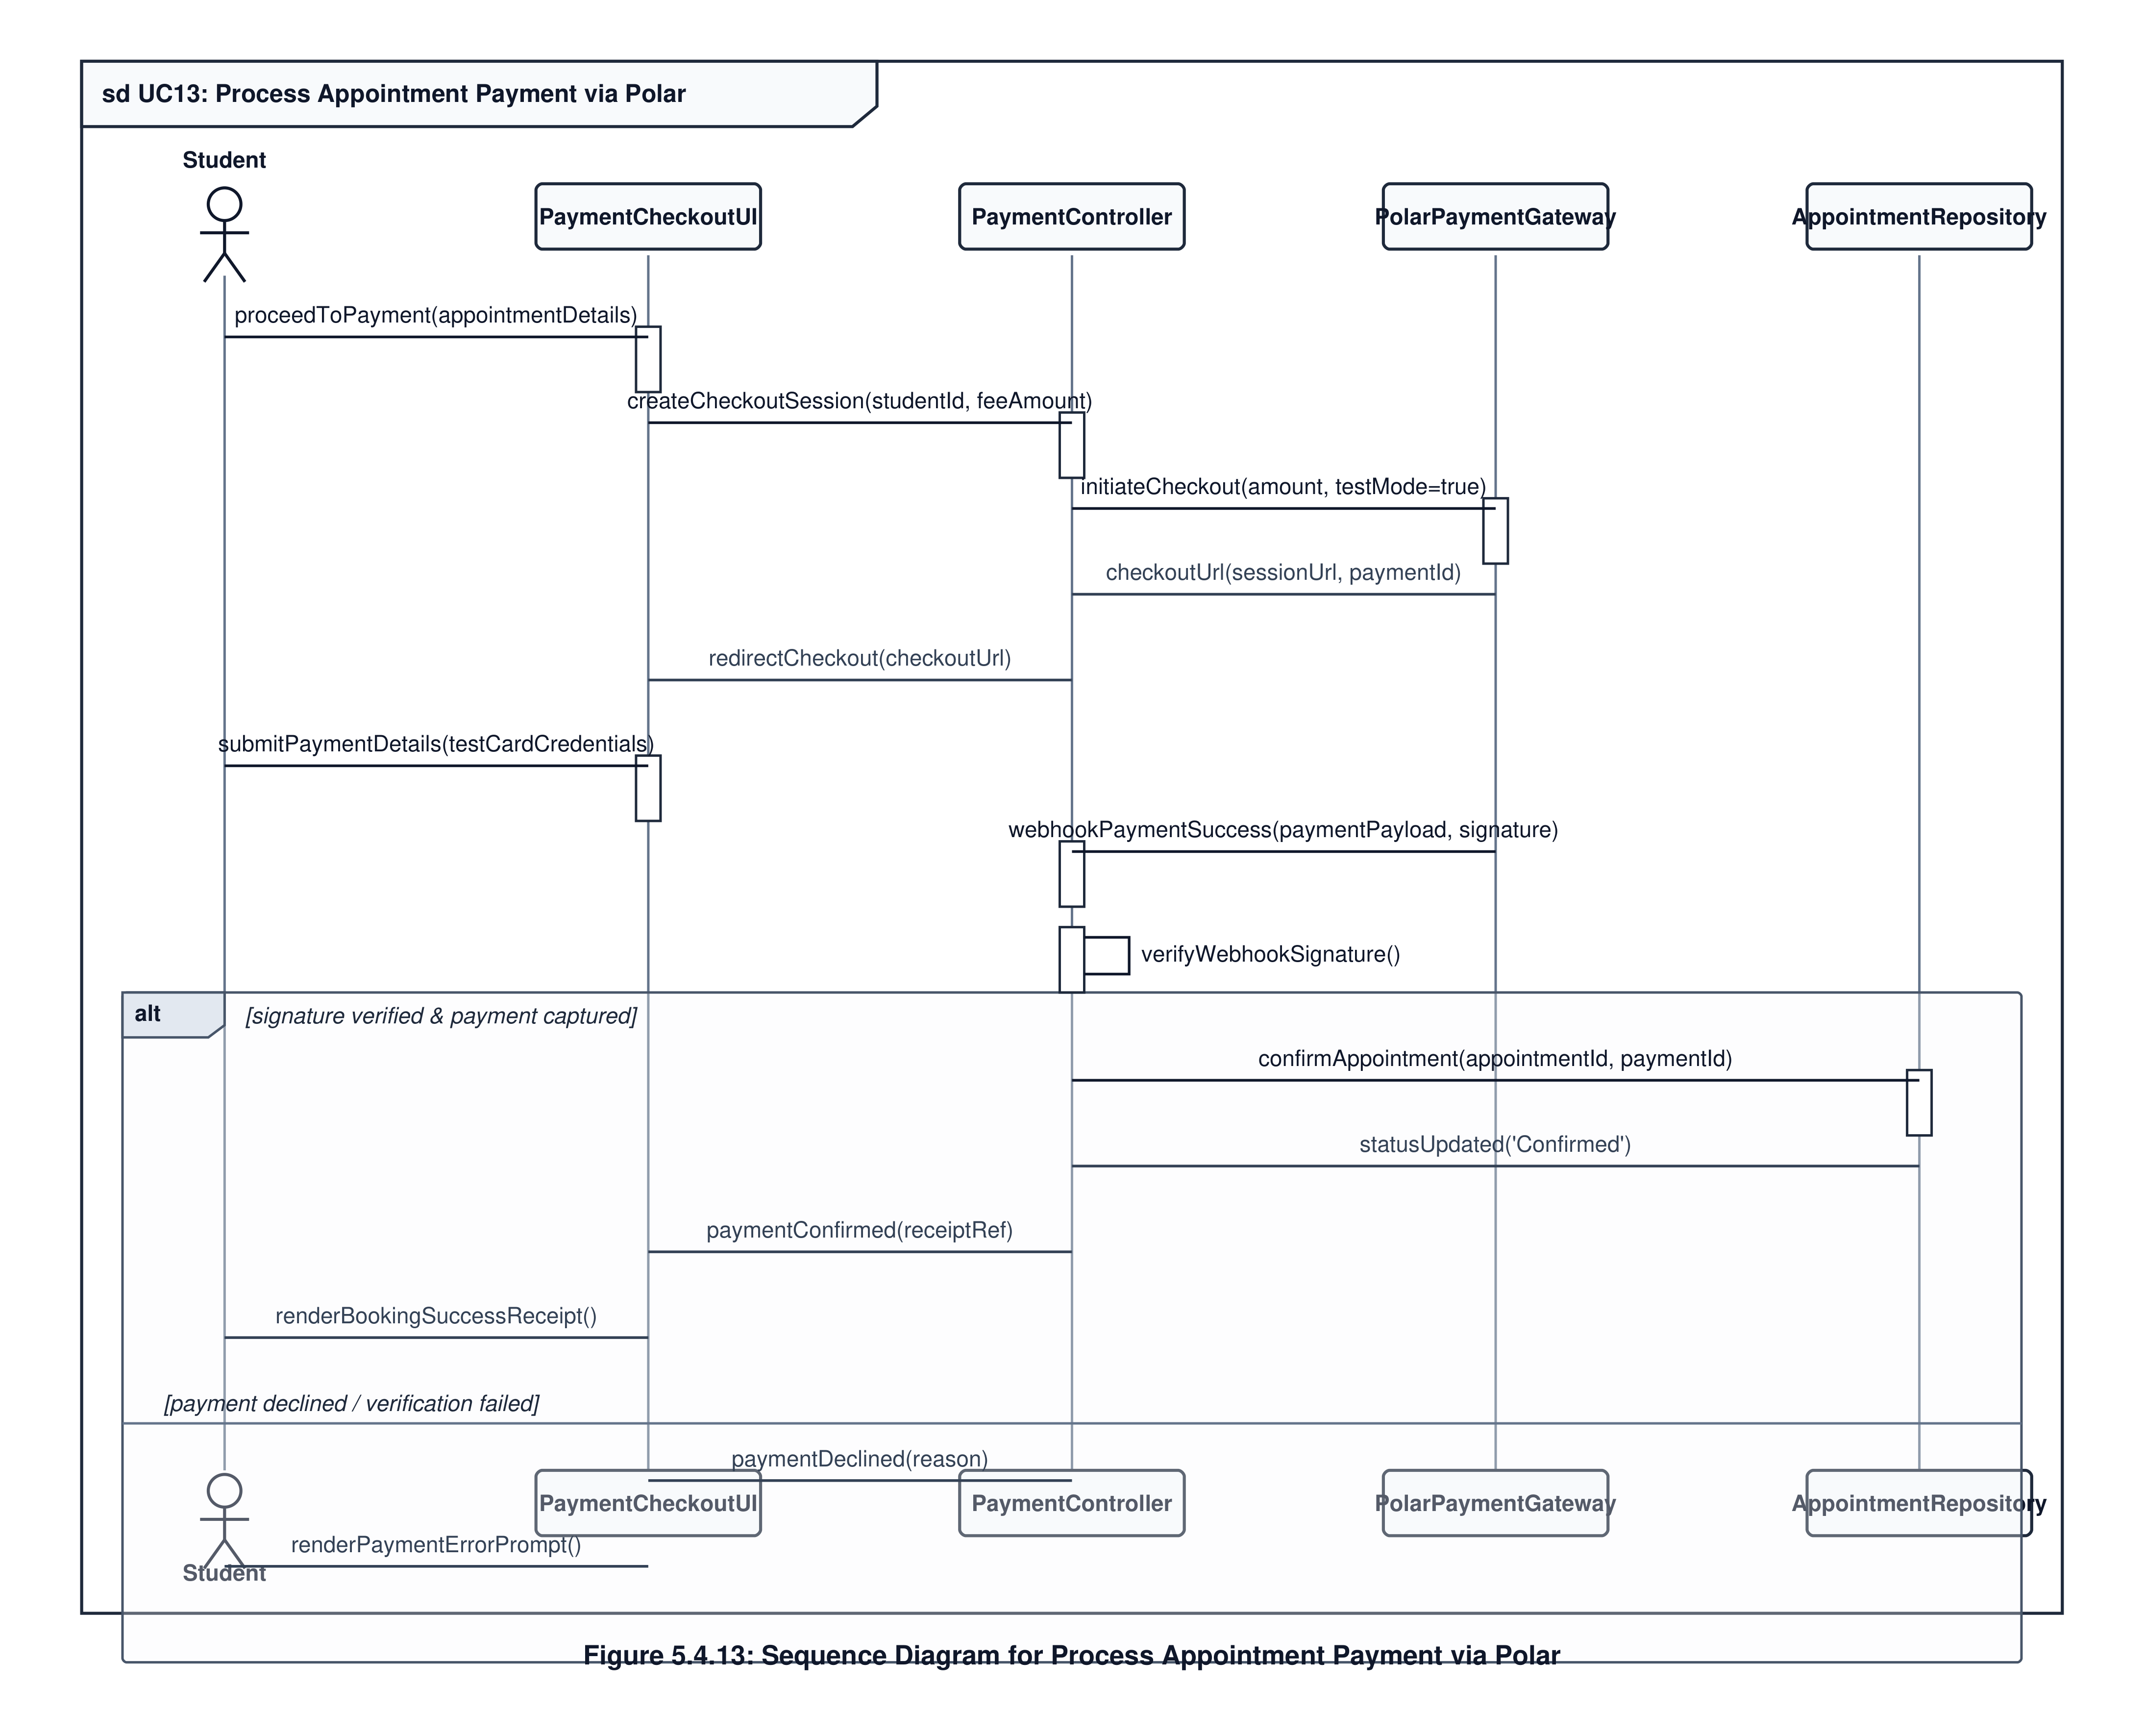 sd UC13: Process Appointment Payment via Polar
Student
PaymentCheckoutUI
PaymentController
PolarPaymentGateway
AppointmentRepository
proceedToPayment(appointmentDetails)
createCheckoutSession(studentId, feeAmount)
initiateCheckout(amount, testMode=true)
checkoutUrl(sessionUrl, paymentId)
redirectCheckout(checkoutUrl)
submitPaymentDetails(testCardCredentials)
webhookPaymentSuccess(paymentPayload, signature)
verifyWebhookSignature()
alt
[signature verified & payment captured]
confirmAppointment(appointmentId, paymentId)
statusUpdated('Confirmed')
paymentConfirmed(receiptRef)
renderBookingSuccessReceipt()
[payment declined / verification failed]
paymentDeclined(reason)
PaymentCheckoutUI
PaymentController
PolarPaymentGateway
AppointmentRepository
renderPaymentErrorPrompt()
Student
Figure 5.4.13: Sequence Diagram for Process Appointment Payment via Polar